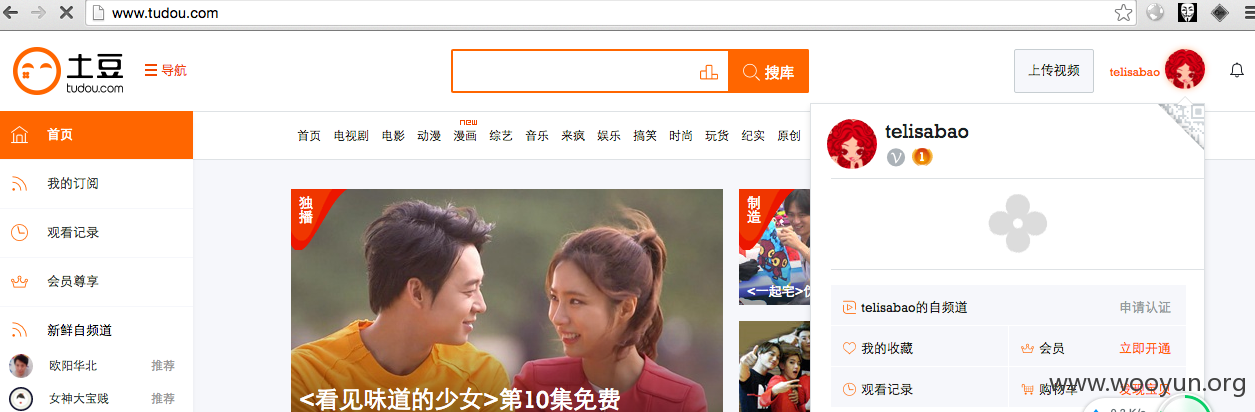 www.tudou.com
土豆
tudou.com
导航
搜库
上传视频
telisabao
首页
首页 电视剧 电影 动漫 漫画 综艺 音乐 来疯 娱乐 搞笑 时尚 玩货 纪实 原创
new
telisabao
1
我的订阅
观看记录
会员尊享
新鲜自频道
欧阳华北 推荐
女神大宝贱 推荐
独播
<看见味道的少女>第10集免费
制造
<一起宅>
telisabao的自频道 申请认证
我的收藏 会员 立即开通
观看记录 购物车
www.wooyun.org